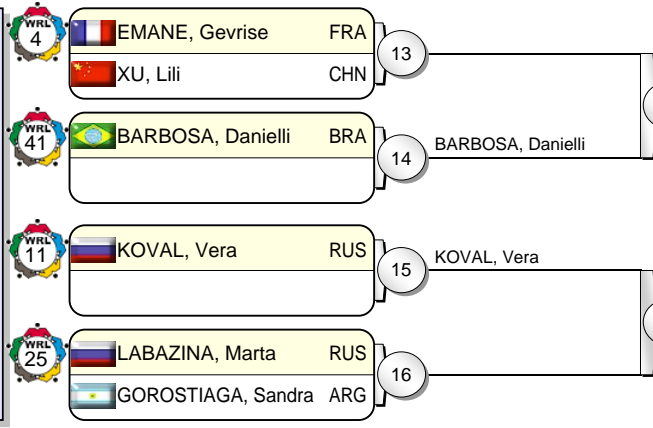 WRL 4 EMANE, Gevrise FRA
XU, Lili CHN
13
WRL 41 BARBOSA, Danielli BRA
14 BARBOSA, Danielli
WRL 11 KOVAL, Vera RUS
15 KOVAL, Vera
WRL 25 LABAZINA, Marta RUS
GOROSTIAGA, Sandra ARG
16